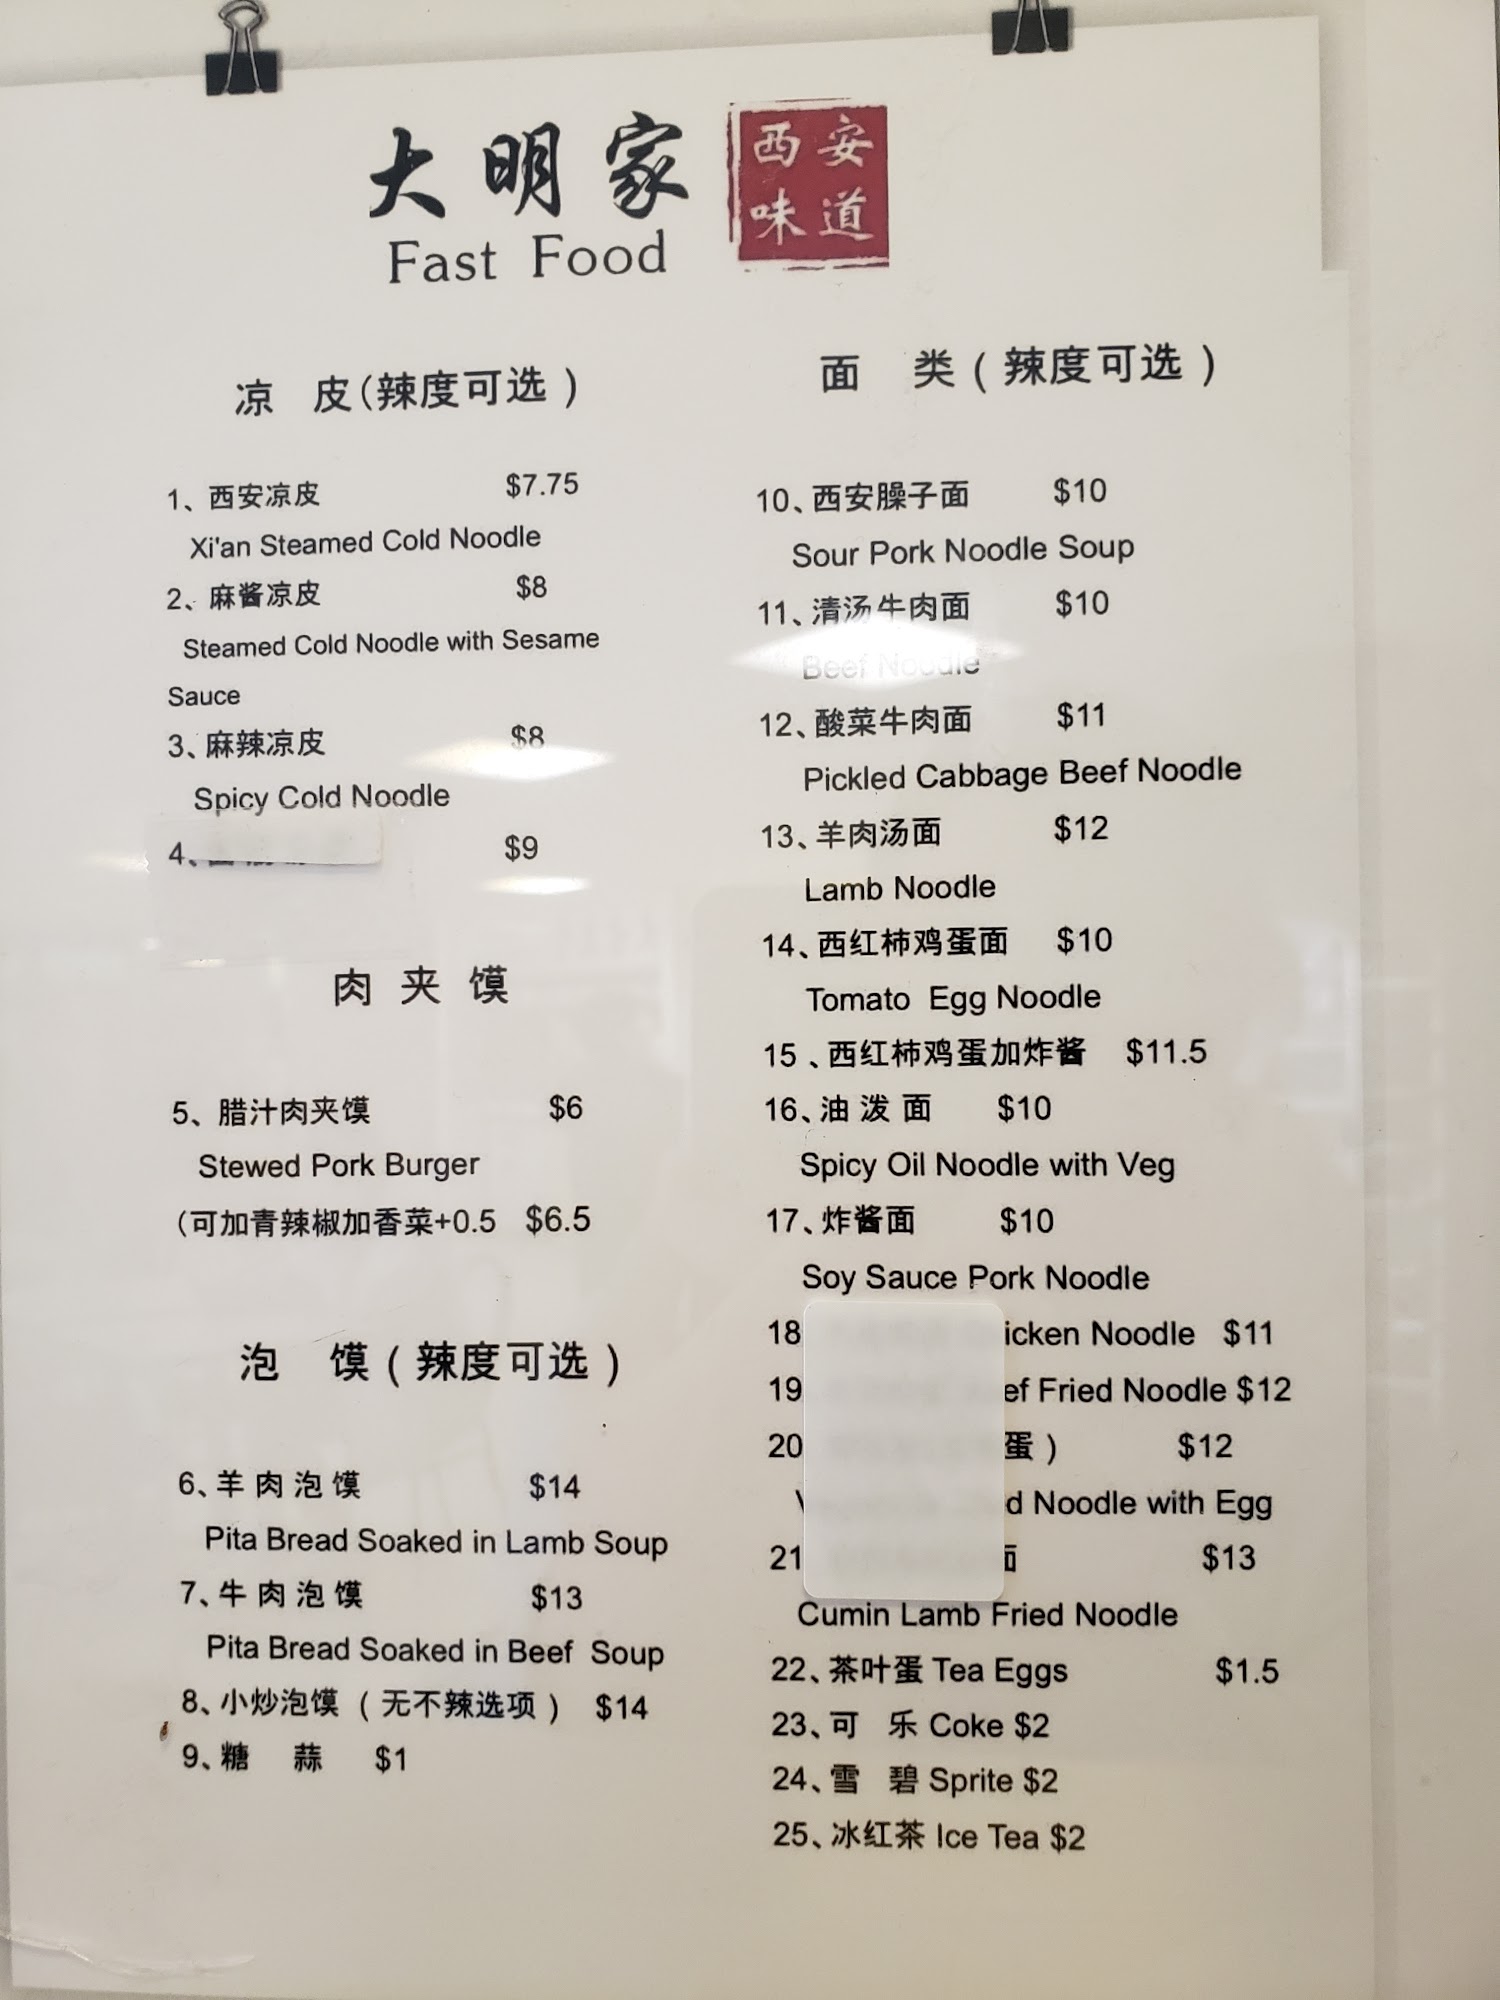 大明家
Fast Food
西安
味道
凉 皮(辣度可选)
1、西安凉皮 $7.75
Xi'an Steamed Cold Noodle
2、麻酱凉皮 $8
Steamed Cold Noodle with Sesame
Sauce
3、麻辣凉皮 $8
Spicy Cold Noodle
4、 $9
肉夹馍
5、腊汁肉夹馍 $6
Stewed Pork Burger
(可加青辣椒加香菜+0.5 $6.5
泡 馍(辣度可选)
6、羊肉泡馍 $14
Pita Bread Soaked in Lamb Soup
7、牛肉泡馍 $13
Pita Bread Soaked in Beef Soup
8、小炒泡馍(无不辣选项) $14
9、糖 蒜 $1
面 类(辣度可选)
10、西安臊子面 $10
Sour Pork Noodle Soup
11、清汤牛肉面 $10
Beef Noodle
12、酸菜牛肉面 $11
Pickled Cabbage Beef Noodle
13、羊肉汤面 $12
Lamb Noodle
14、西红柿鸡蛋面 $10
Tomato Egg Noodle
15、西红柿鸡蛋加炸酱 $11.5
16、油泼面 $10
Spicy Oil Noodle with Veg
17、炸酱面 $10
Soy Sauce Pork Noodle
18 icken Noodle $11
19 ef Fried Noodle $12
20 蛋) $12
d Noodle with Egg
21 面 $13
Cumin Lamb Fried Noodle
22、茶叶蛋 Tea Eggs $1.5
23、可 乐 Coke $2
24、雪 碧 Sprite $2
25、冰红茶 Ice Tea $2